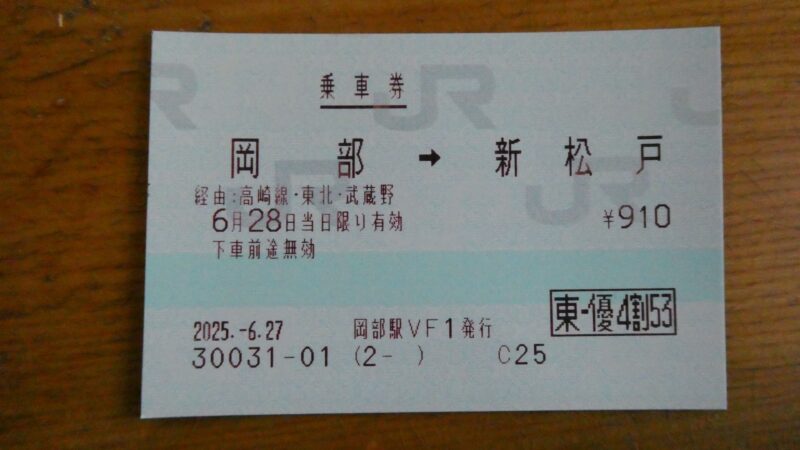 乗車券
岡部 → 新松戸
経由:高崎線・東北・武蔵野
6月28日当日限り有効 ¥910
下車前途無効
東-優4割53
2025.-6.27 岡部駅VF1発行
30031-01 (2- ) C25